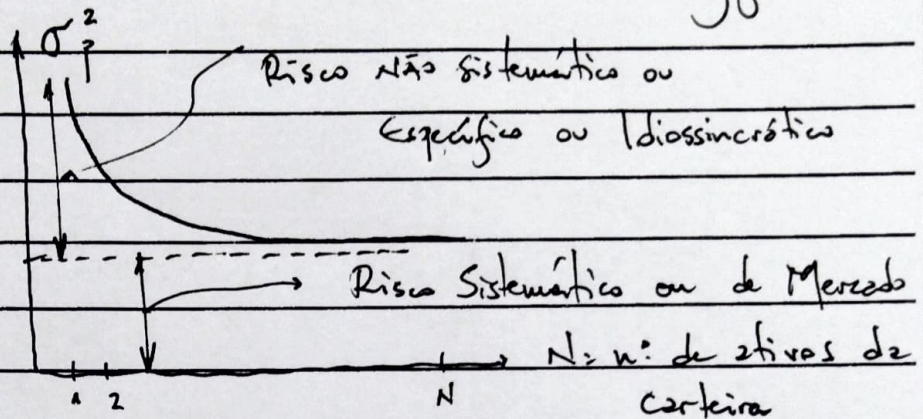 σ²p
Risco NÃO Sistemático ou
Específico ou Idiossincrático
Risco Sistemático ou de Mercado
N = nº de ativos da
1 2 N carteira